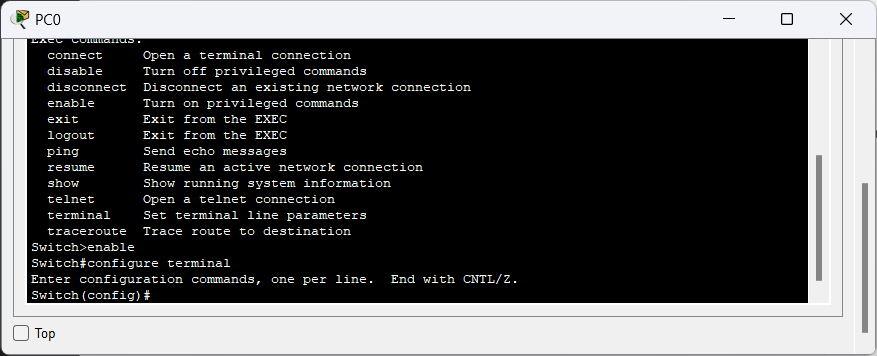 PC0
Exec commands:
connect     Open a terminal connection
disable     Turn off privileged commands
disconnect  Disconnect an existing network connection
enable      Turn on privileged commands
exit        Exit from the EXEC
logout      Exit from the EXEC
ping        Send echo messages
resume      Resume an active network connection
show        Show running system information
telnet      Open a telnet connection
terminal    Set terminal line parameters
traceroute  Trace route to destination
Switch>enable
Switch#configure terminal
Enter configuration commands, one per line.  End with CNTL/Z.
Switch(config)#
Top